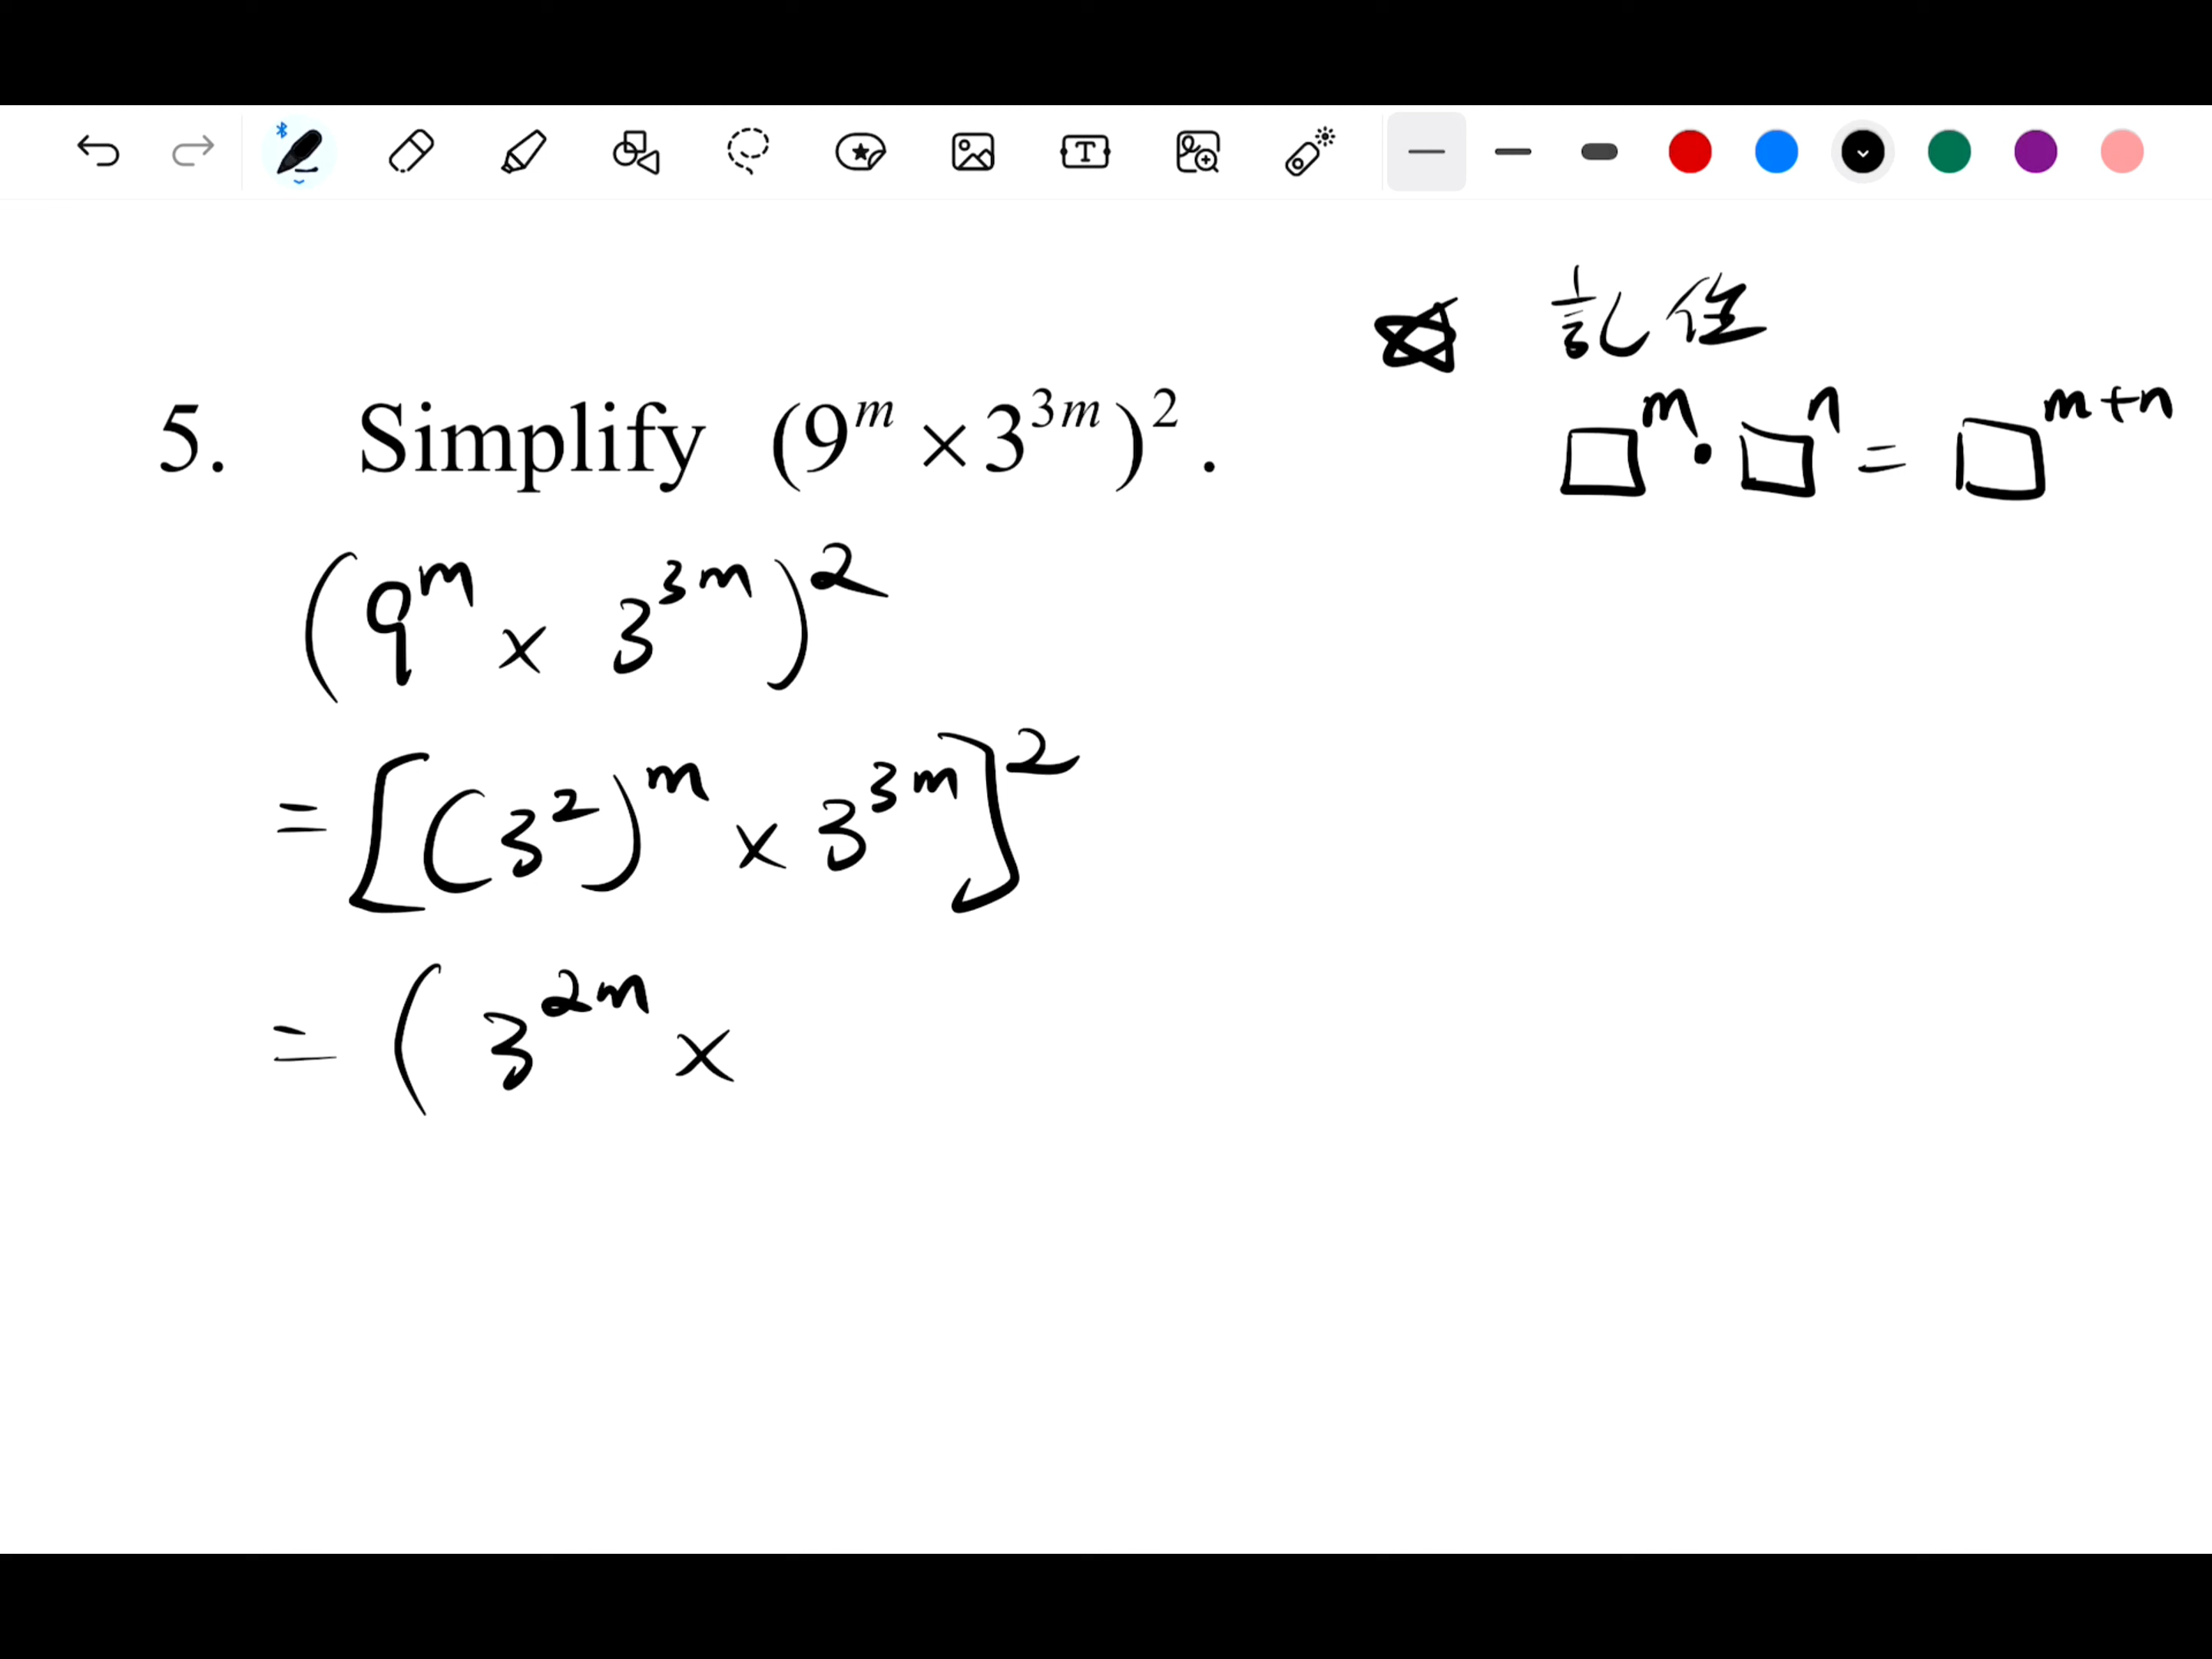 記住
5. Simplify (9^m × 3^{3m})^2 .
□^m · □^n = □^{m+n}
(9^m × 3^{3m})^2
= [(3^2)^m × 3^{3m}]^2
= (3^{2m} ×